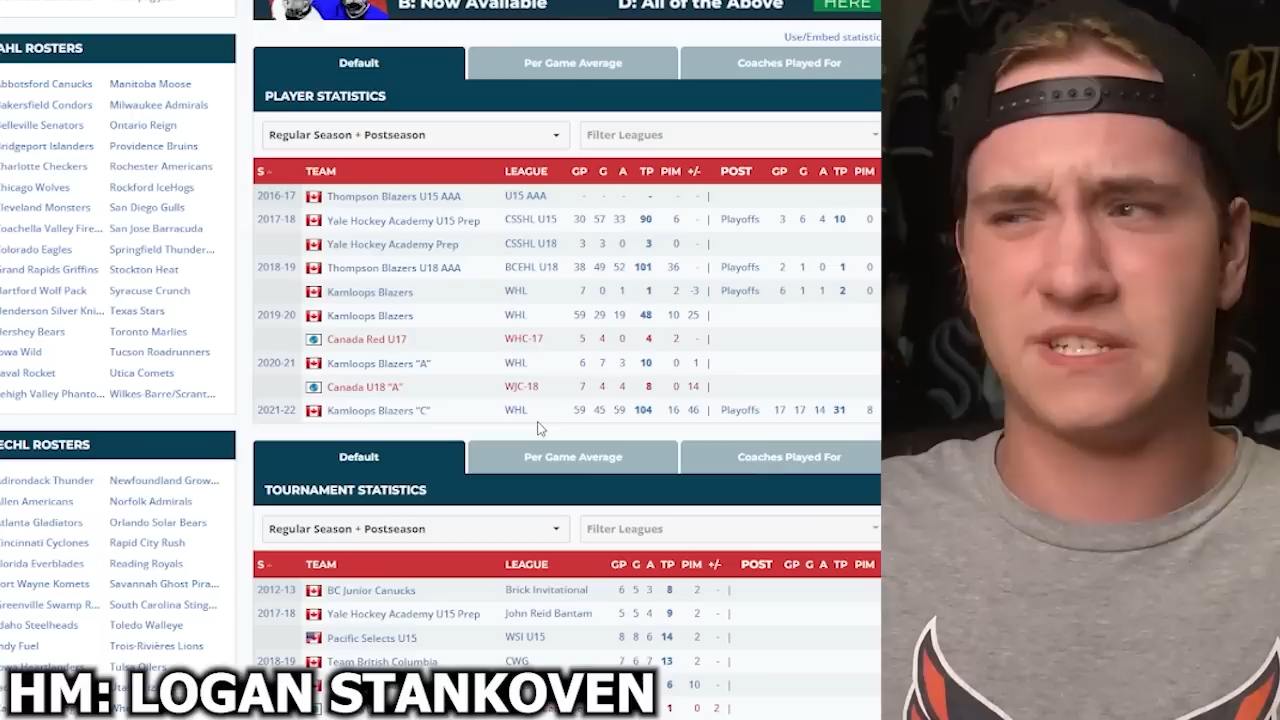 B: Now Available D: All of the Above HERE
Use/Embed statistic
AHL ROSTERS
Abbotsford Canucks Manitoba Moose
Bakersfield Condors Milwaukee Admirals
Belleville Senators Ontario Reign
Bridgeport Islanders Providence Bruins
Charlotte Checkers Rochester Americans
Chicago Wolves Rockford IceHogs
Cleveland Monsters San Diego Gulls
Coachella Valley Fire... San Jose Barracuda
Colorado Eagles Springfield Thunder...
Grand Rapids Griffins Stockton Heat
Hartford Wolf Pack Syracuse Crunch
Henderson Silver Kni... Texas Stars
Hershey Bears Toronto Marlies
Iowa Wild Tucson Roadrunners
Laval Rocket Utica Comets
Lehigh Valley Phanto... Wilkes-Barre/Scrant...
ECHL ROSTERS
Adirondack Thunder Newfoundland Grow...
Allen Americans Norfolk Admirals
Atlanta Gladiators Orlando Solar Bears
Cincinnati Cyclones Rapid City Rush
Florida Everblades Reading Royals
Fort Wayne Komets Savannah Ghost Pira...
Greenville Swamp R... South Carolina Sting...
Idaho Steelheads Toledo Walleye
Indy Fuel Trois-Rivières Lions
Iowa Heartlanders Tulsa Oilers
Default Per Game Average Coaches Played For
PLAYER STATISTICS
Regular Season + Postseason Filter Leagues
S TEAM LEAGUE GP G A TP PIM +/- POST GP G A TP PIM
2016-17 Thompson Blazers U15 AAA U15 AAA - - - - - - |
2017-18 Yale Hockey Academy U15 Prep CSSHL U15 30 57 33 90 6 - | Playoffs 3 6 4 10 0
Yale Hockey Academy Prep CSSHL U18 3 3 0 3 0 - |
2018-19 Thompson Blazers U18 AAA BCEHL U18 38 49 52 101 36 - | Playoffs 2 1 0 1 0
Kamloops Blazers WHL 7 0 1 1 2 -3 | Playoffs 6 1 1 2 0
2019-20 Kamloops Blazers WHL 59 29 19 48 10 25 |
Canada Red U17 WHC-17 5 4 0 4 2 - |
2020-21 Kamloops Blazers "A" WHL 6 7 3 10 0 1 |
Canada U18 "A" WJC-18 7 4 4 8 0 14 |
2021-22 Kamloops Blazers "C" WHL 59 45 59 104 16 46 | Playoffs 17 17 14 31 8
Default Per Game Average Coaches Played For
TOURNAMENT STATISTICS
Regular Season + Postseason Filter Leagues
S TEAM LEAGUE GP G A TP PIM +/- POST GP G A TP PIM
2012-13 BC Junior Canucks Brick Invitational 6 5 3 8 2 - |
2017-18 Yale Hockey Academy U15 Prep John Reid Bantam 5 5 4 9 2 - |
Pacific Selects U15 WSI U15 8 8 6 14 2 - |
2018-19 Team British Columbia CWG 7 6 7 13 2 - |
6 10 - |
1 0 2 |
HM: LOGAN STANKOVEN